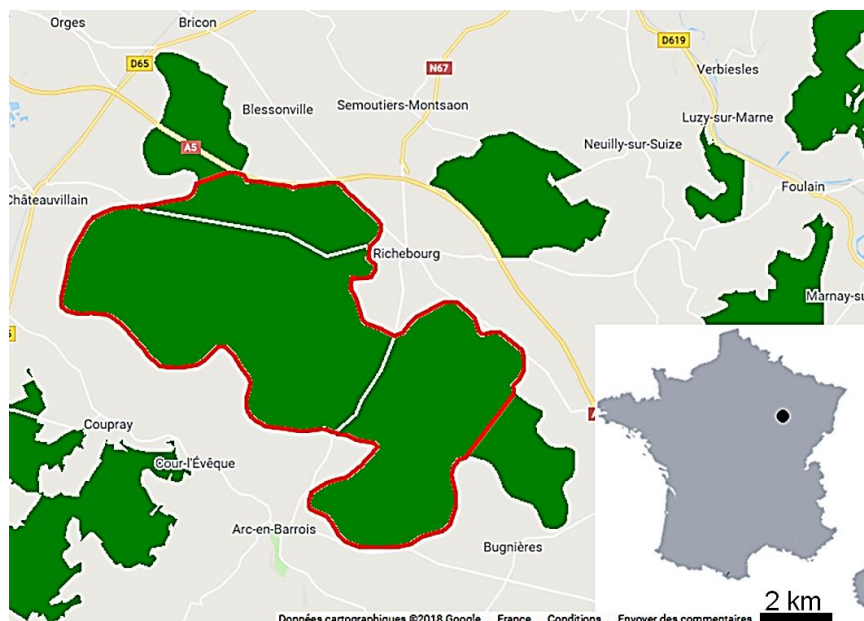 Orges
Bricon
D65
D619
N67
Verbiesles
Blessonville
Semoutiers-Montsaon
Luzy-sur-Marne
A5
Neuilly-sur-Suize
Châteauvillain
Foulain
Richebourg
Marnay-su
5
A
Coupray
Cour-l'Évêque
Arc-en-Barrois
Bugnières
2 km
Données cartographiques ©2018 Google France Conditions Envoyer des commentaires